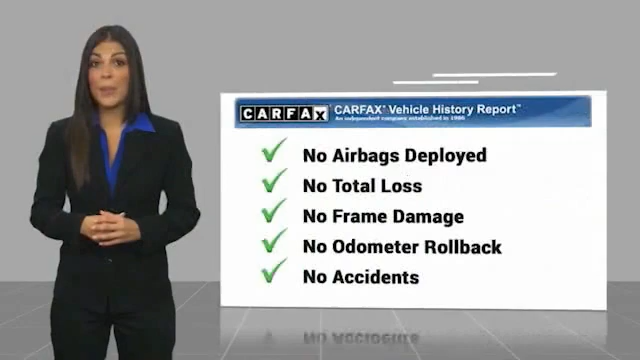 CARFAX CARFAX® Vehicle History Report™
An independent company established in 1986
No Airbags Deployed
No Total Loss
No Frame Damage
No Odometer Rollback
No Accidents